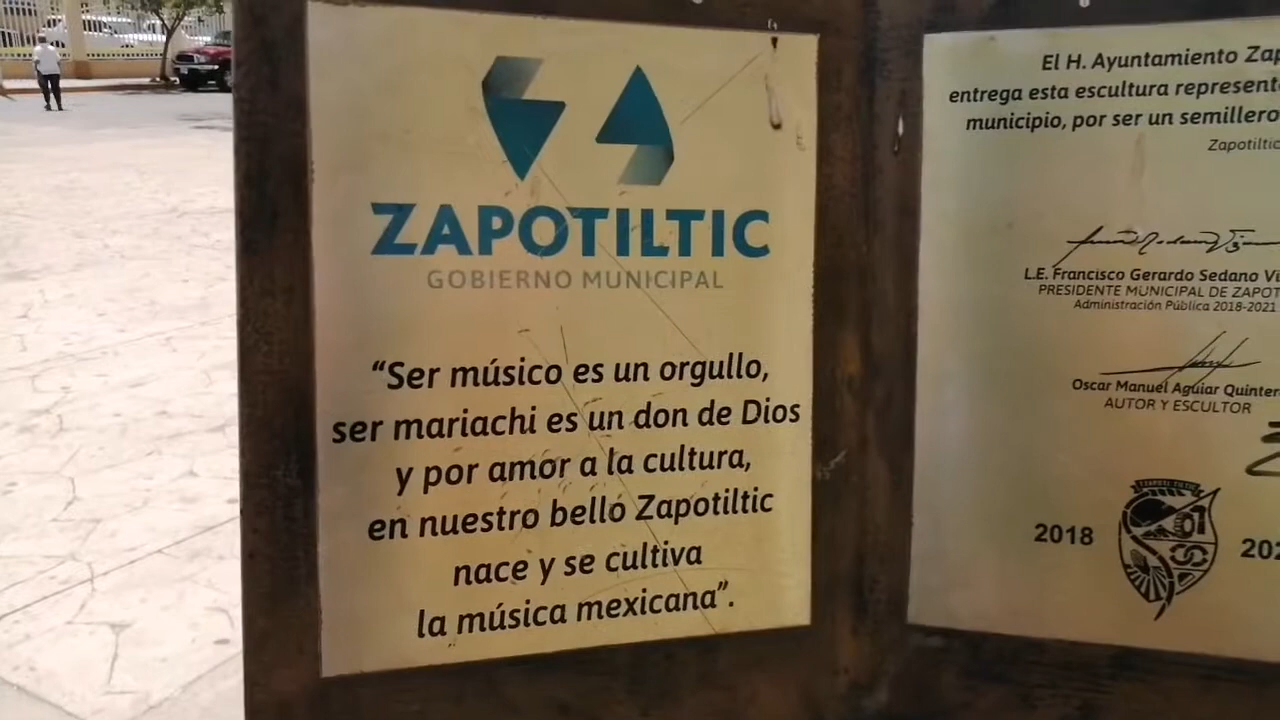 ZAPOTILTIC
GOBIERNO MUNICIPAL
“Ser músico es un orgullo,
ser mariachi es un don de Dios
y por amor a la cultura,
en nuestro bello Zapotiltic
nace y se cultiva
la música mexicana”.
El H. Ayuntamiento Zap
entrega esta escultura represent
municipio, por ser un semillero
Zapotiltic
L.E. Francisco Gerardo Sedano Vi
PRESIDENTE MUNICIPAL DE ZAPOT
Administración Pública 2018-2021
Oscar Manuel Aguiar Quinter
AUTOR Y ESCULTOR
2018 202